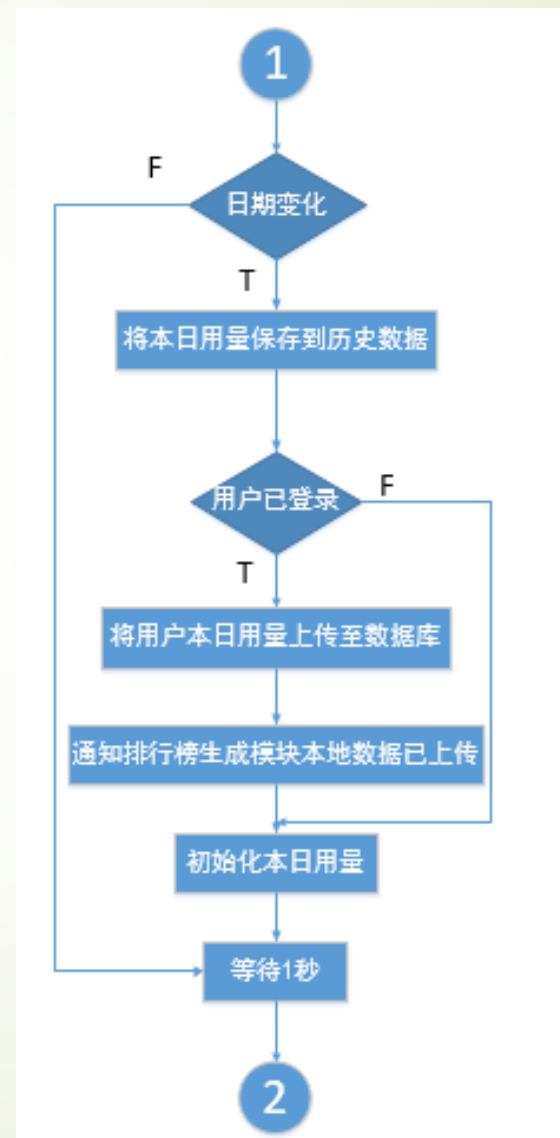 1
F
日期变化
T
将本日用量保存到历史数据
用户已登录
F
T
将用户本日用量上传至数据库
通知排行榜生成模块本地数据已上传
初始化本日用量
等待1秒
2